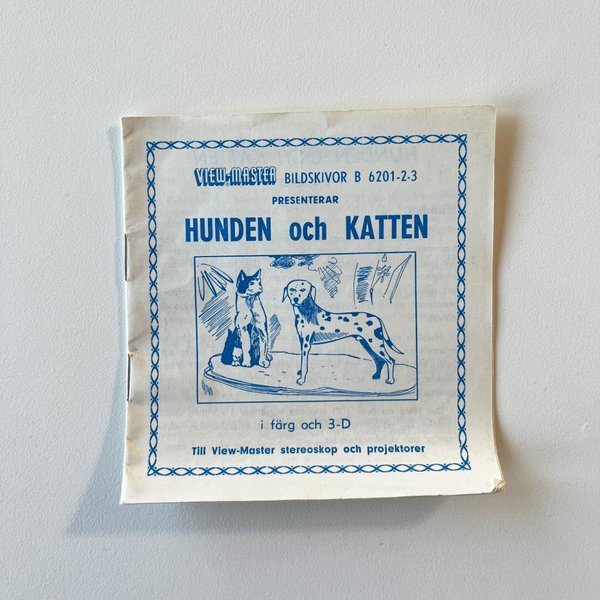 VIEW-MASTER BILDSKIVOR B 6201-2-3
PRESENTERAR
HUNDEN och KATTEN
i färg och 3-D
Till View-Master stereoskop och projektorer